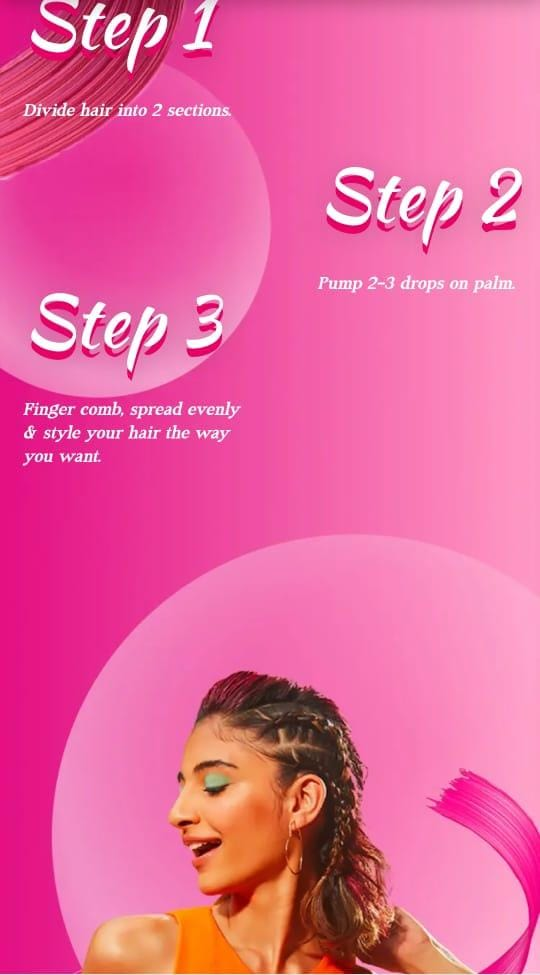 Step 1
Divide hair into 2 sections.
Step 2
Pump 2-3 drops on palm.
Step 3
Finger comb, spread evenly
& style your hair the way
you want.